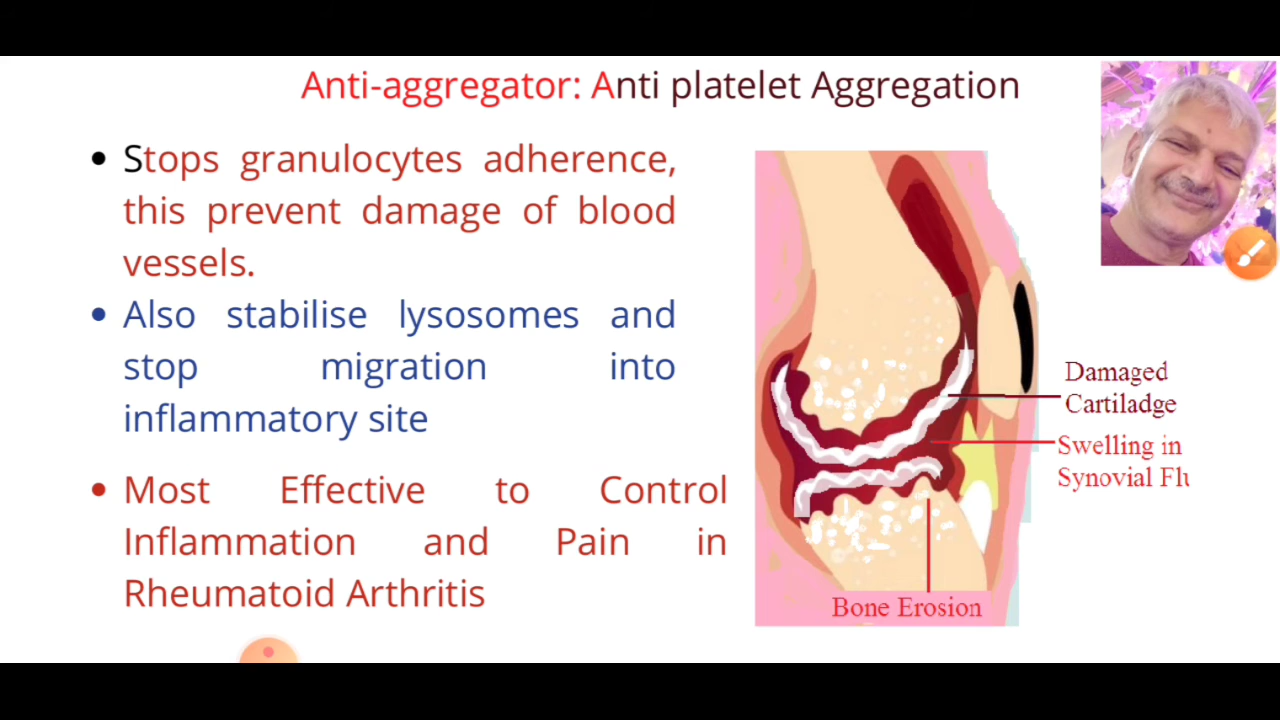 Anti-aggregator: Anti platelet Aggregation
• Stops granulocytes adherence,
this prevent damage of blood
vessels.
• Also stabilise lysosomes and
stop migration into
inflammatory site
• Most Effective to Control
Inflammation and Pain in
Rheumatoid Arthritis
Damaged
Cartiladge
Swelling in
Synovial Flu
Bone Erosion